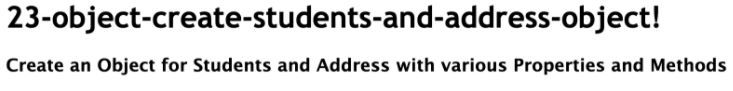 23-object-create-students-and-address-object!
Create an Object for Students and Address with various Properties and Methods